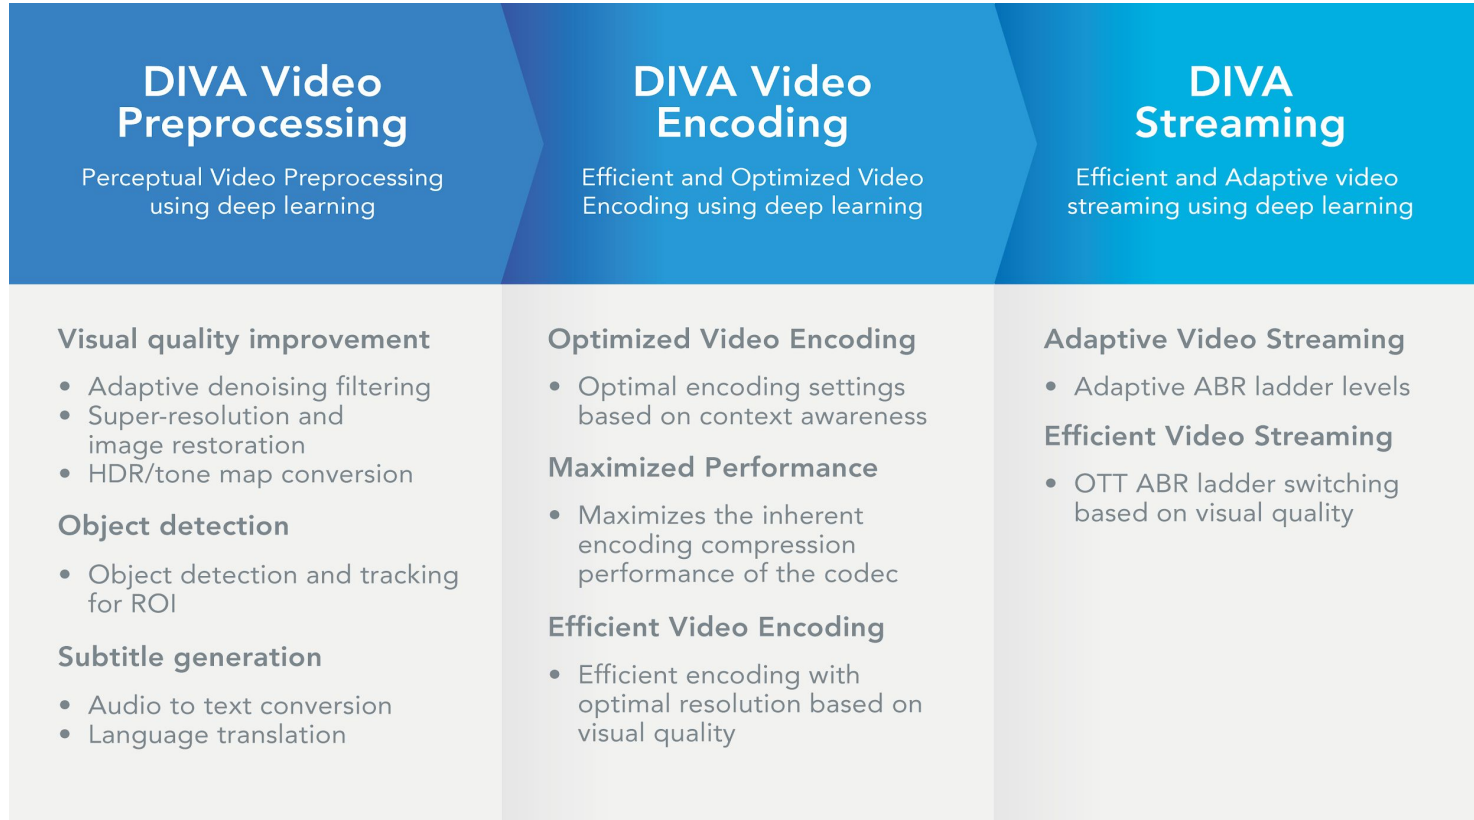 DIVA Video
Preprocessing
Perceptual Video Preprocessing
using deep learning
Visual quality improvement
• Adaptive denoising filtering
• Super-resolution and
image restoration
• HDR/tone map conversion
Object detection
• Object detection and tracking
for ROI
Subtitle generation
• Audio to text conversion
• Language translation
DIVA Video
Encoding
Efficient and Optimized Video
Encoding using deep learning
Optimized Video Encoding
• Optimal encoding settings
based on context awareness
Maximized Performance
• Maximizes the inherent
encoding compression
performance of the codec
Efficient Video Encoding
• Efficient encoding with
optimal resolution based on
visual quality
DIVA
Streaming
Efficient and Adaptive video
streaming using deep learning
Adaptive Video Streaming
• Adaptive ABR ladder levels
Efficient Video Streaming
• OTT ABR ladder switching
based on visual quality